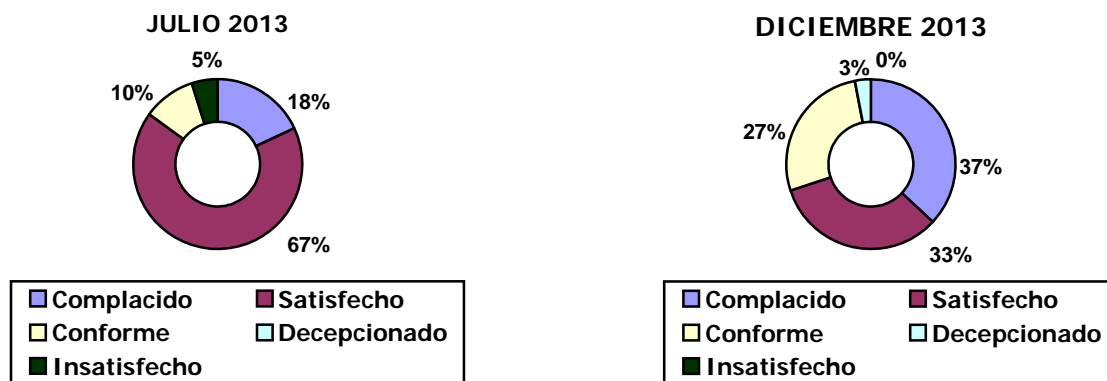 JULIO 2013
5%
10%
18%
67%
Complacido Satisfecho
Conforme Decepcionado
Insatisfecho
DICIEMBRE 2013
3% 0%
27%
37%
33%
Complacido Satisfecho
Conforme Decepcionado
Insatisfecho